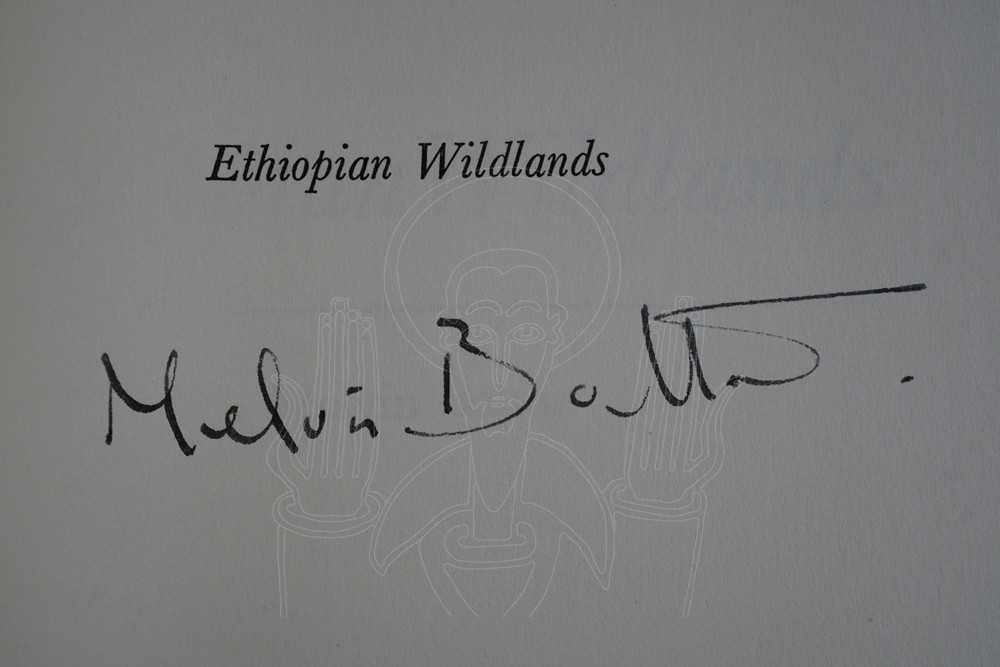 Ethiopian Wildlands
Melvin Bolton.